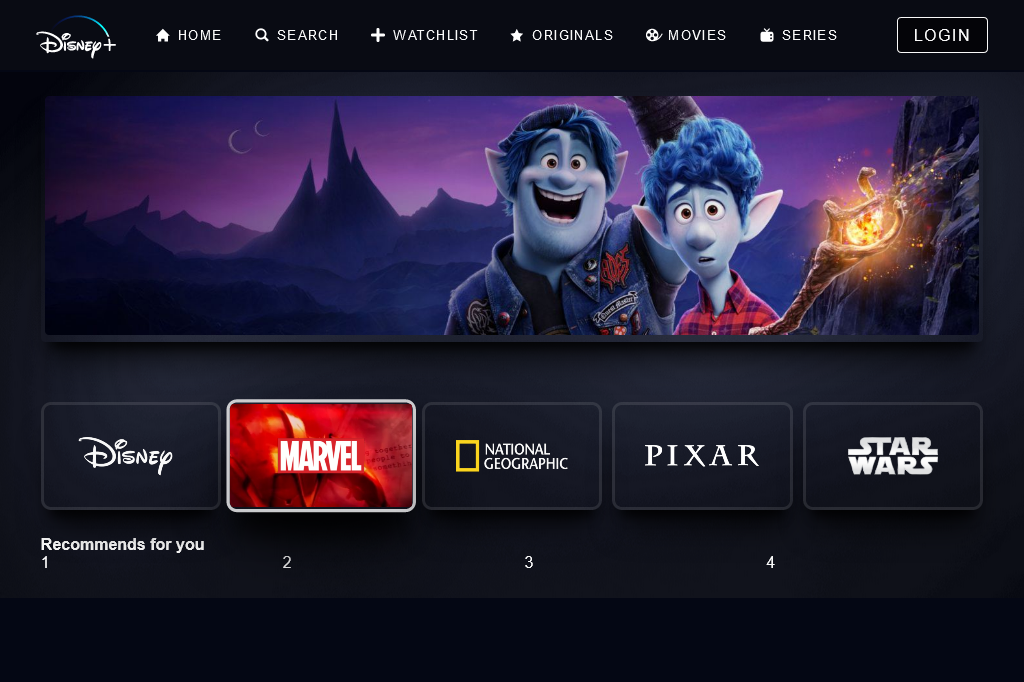 Disney+
HOME
SEARCH
WATCHLIST
ORIGINALS
MOVIES
SERIES
LOGIN
Disney
MARVEL
NATIONAL
GEOGRAPHIC
PIXAR
STAR
WARS
Recommends for you
1
2
3
4